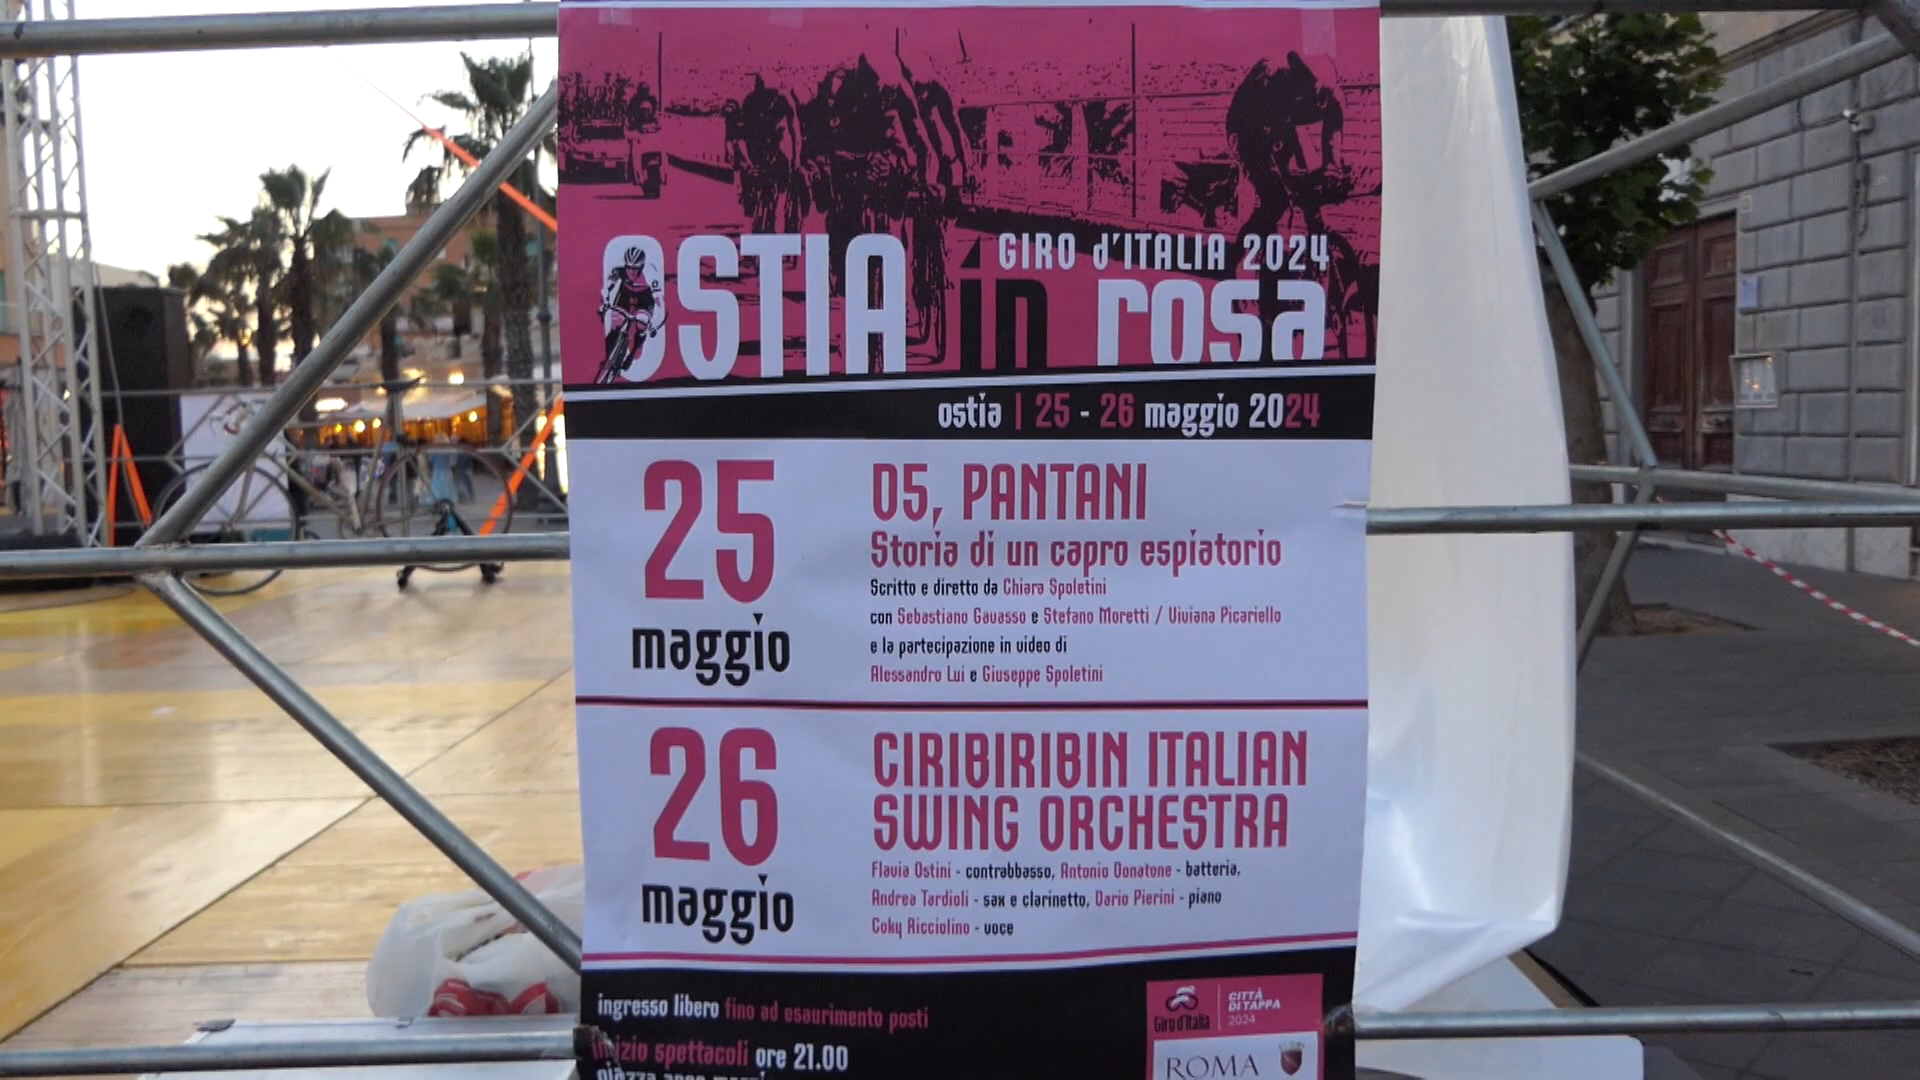 GIRO d'ITALIA 2024
OSTIA in rosa
ostia | 25 - 26 maggio 2024
25 maggio
05, PANTANI
Storia di un capro espiatorio
Scritto e diretto da Chiara Spoletini
con Sebastiano Gavasso e Stefano Moretti / Viviana Picariello
e la partecipazione in video di
Alessandro Lui e Giuseppe Spoletini
26 maggio
CIRIBIRIBIN ITALIAN
SWING ORCHESTRA
Flavia Ostini - contrabbasso, Antonio Donatone - batteria,
Andrea Tardioli - sax e clarinetto, Dario Pierini - piano
Coky Ricciolino - voce
ingresso libero fino ad esaurimento posti
inizio spettacoli ore 21.00
piazza
Giro d'Italia
CITTÀ
DI TAPPA
2024
ROMA